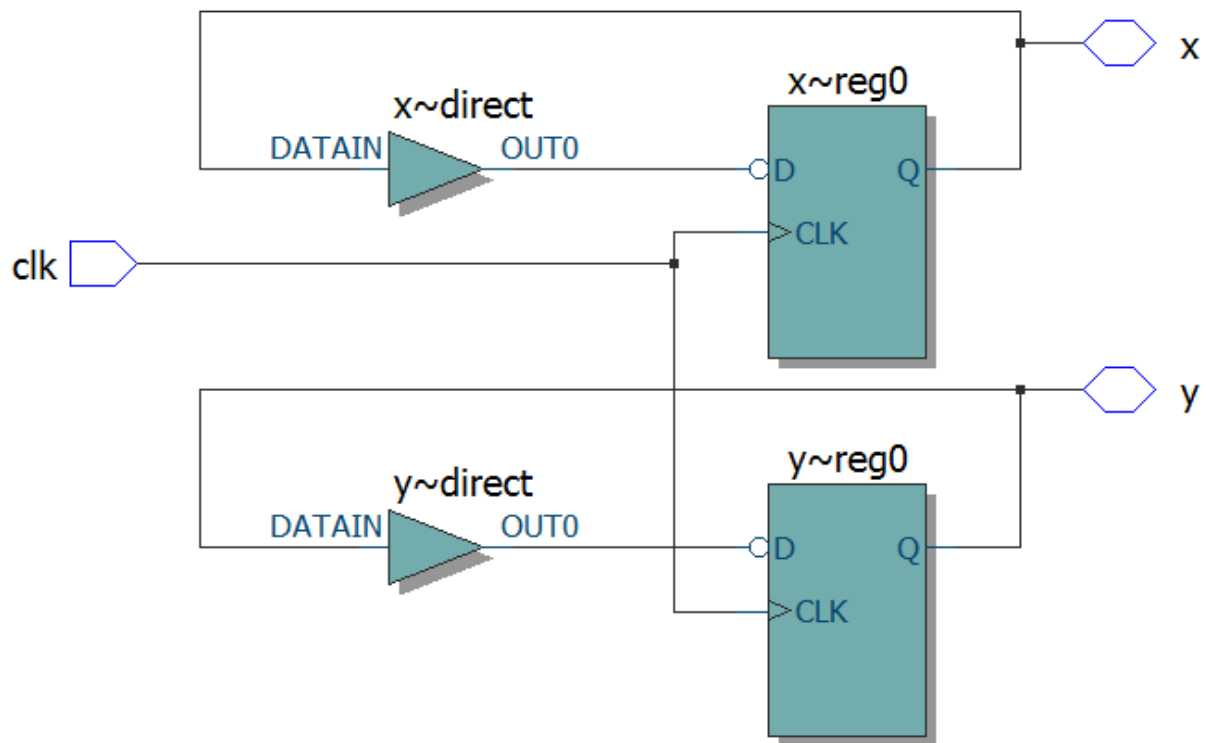 x
x~reg0
x~direct
DATAIN
OUT0
D
Q
CLK
clk
y
y~reg0
y~direct
DATAIN
OUT0
D
Q
CLK